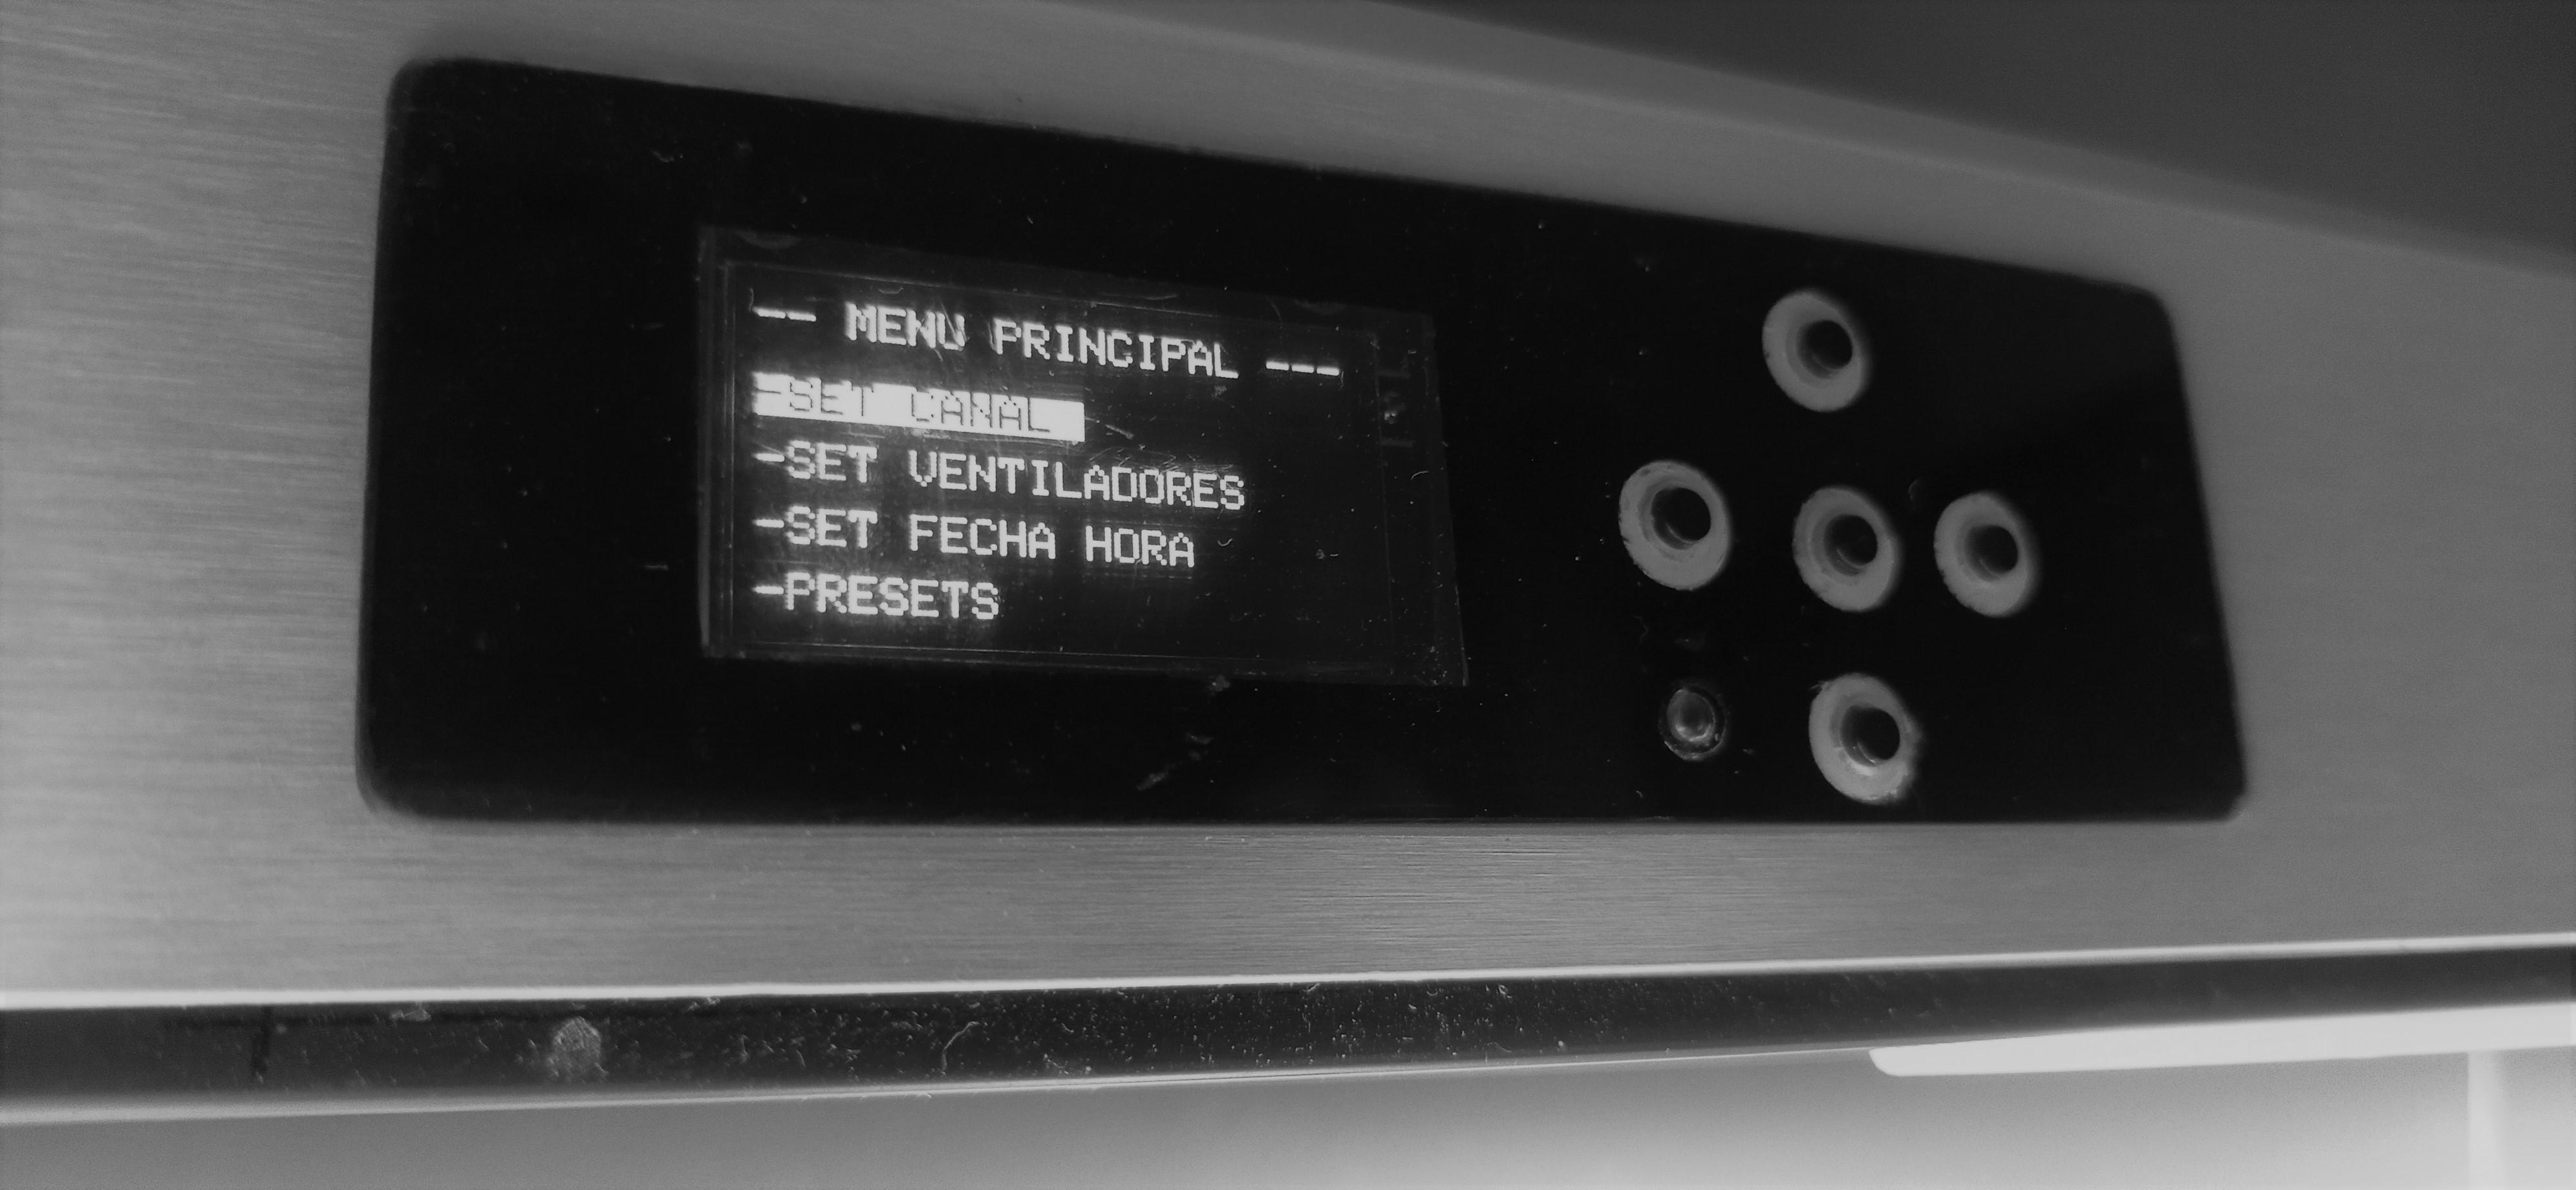 -- MENU PRINCIPAL ---
-SET CANAL
-SET VENTILADORES
-SET FECHA HORA
-PRESETS